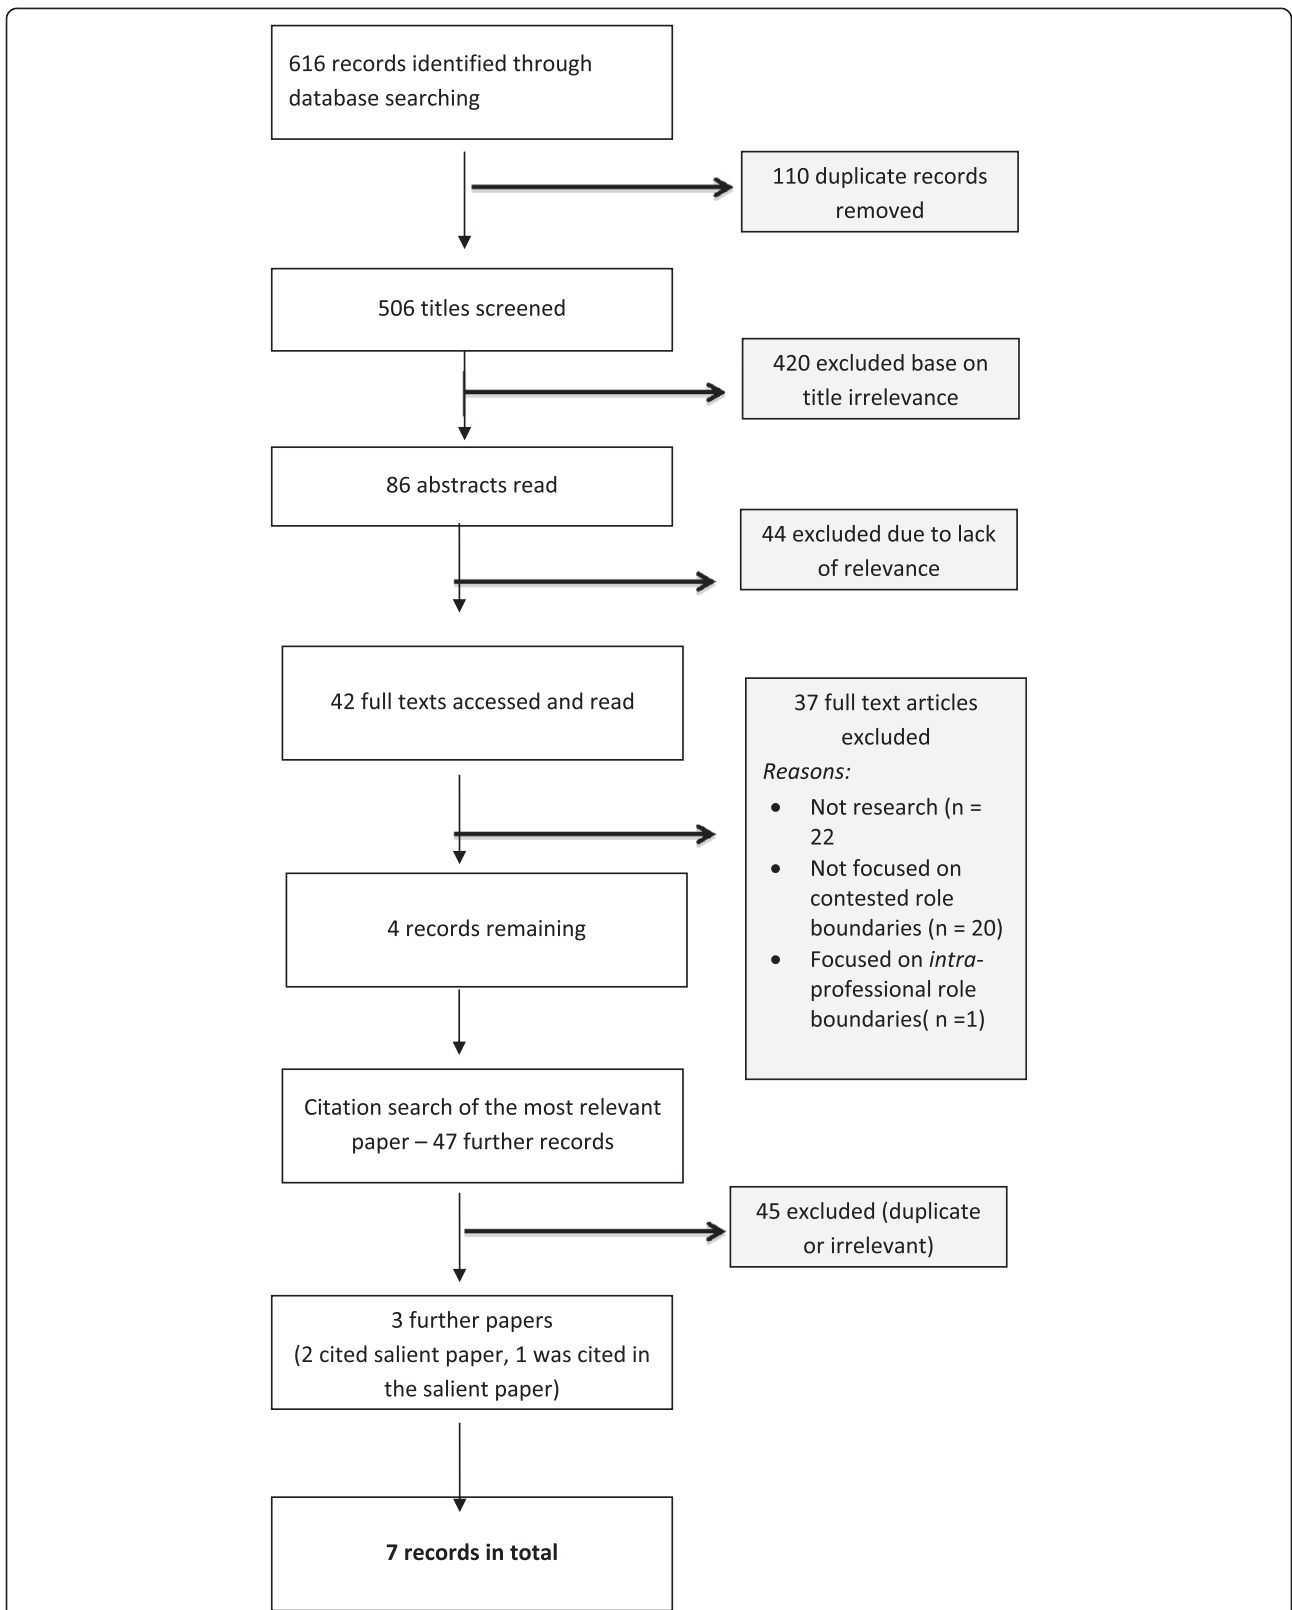 616 records identified through
database searching
110 duplicate records
removed
506 titles screened
420 excluded base on
title irrelevance
86 abstracts read
44 excluded due to lack
of relevance
42 full texts accessed and read
37 full text articles
excluded
Reasons:
• Not research (n =
22
• Not focused on
contested role
boundaries (n = 20)
• Focused on intra-
professional role
boundaries( n =1)
4 records remaining
Citation search of the most relevant
paper – 47 further records
45 excluded (duplicate
or irrelevant)
3 further papers
(2 cited salient paper, 1 was cited in
the salient paper)
7 records in total